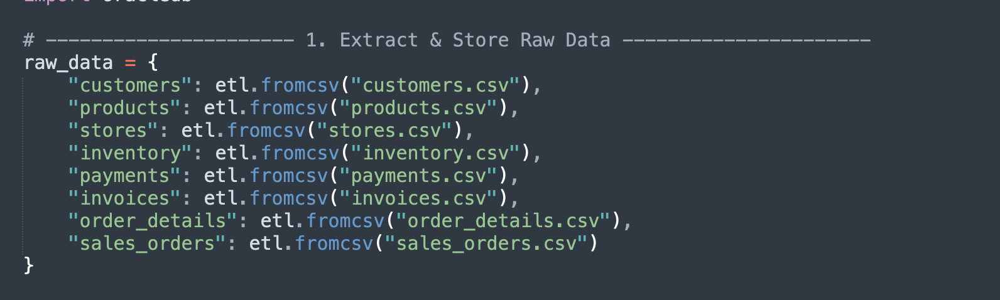 import oracledb
# ---------------------- 1. Extract & Store Raw Data ----------------------
raw_data = {
    "customers": etl.fromcsv("customers.csv"),
    "products": etl.fromcsv("products.csv"),
    "stores": etl.fromcsv("stores.csv"),
    "inventory": etl.fromcsv("inventory.csv"),
    "payments": etl.fromcsv("payments.csv"),
    "invoices": etl.fromcsv("invoices.csv"),
    "order_details": etl.fromcsv("order_details.csv"),
    "sales_orders": etl.fromcsv("sales_orders.csv")
}